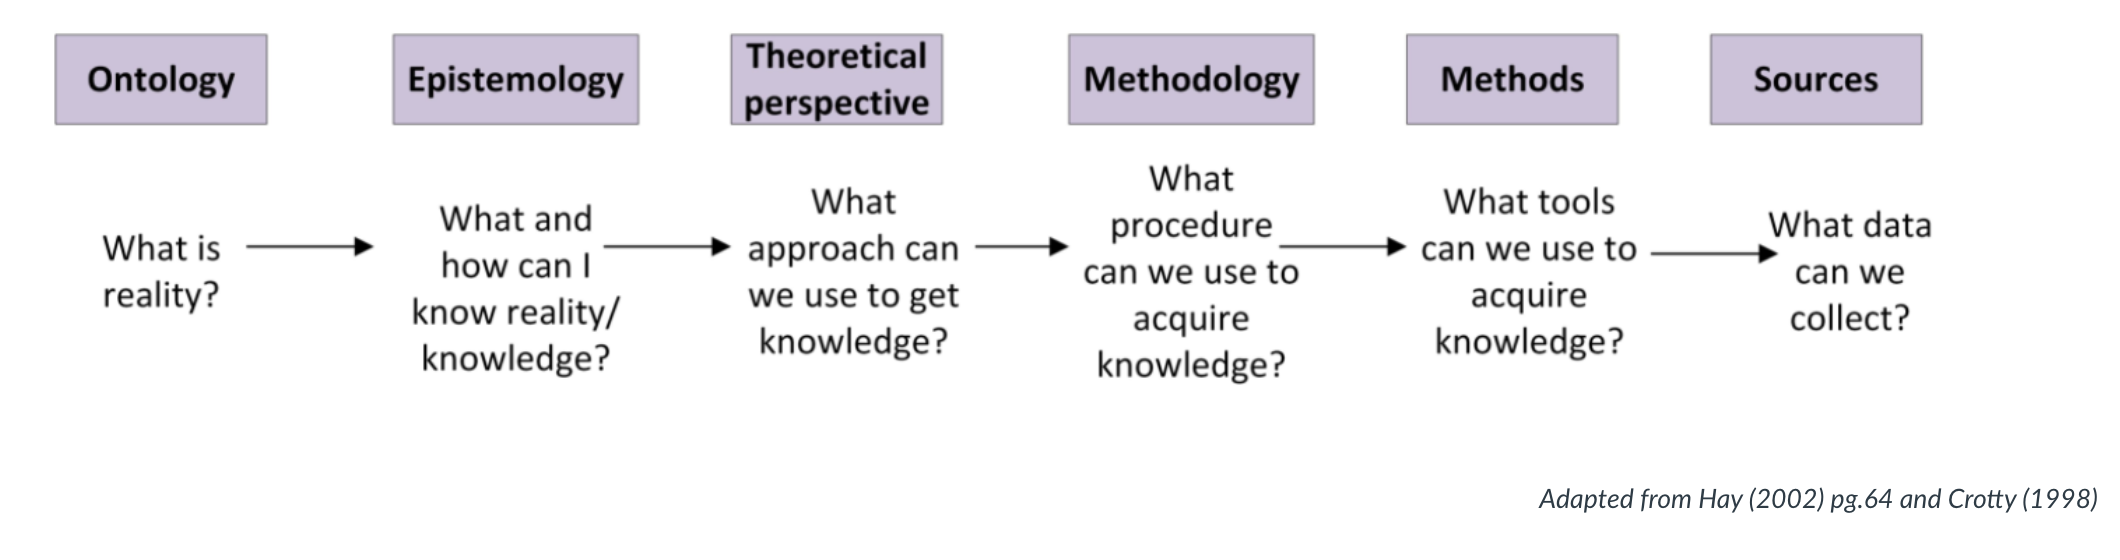 Ontology
Epistemology
Theoretical
perspective
Methodology
Methods
Sources
What is
reality?
What and
how can I
know reality/
knowledge?
What
approach can
we use to get
knowledge?
What
procedure
can we use to
acquire
knowledge?
What tools
can we use to
acquire
knowledge?
What data
can we
collect?
Adapted from Hay (2002) pg.64 and Crotty (1998)